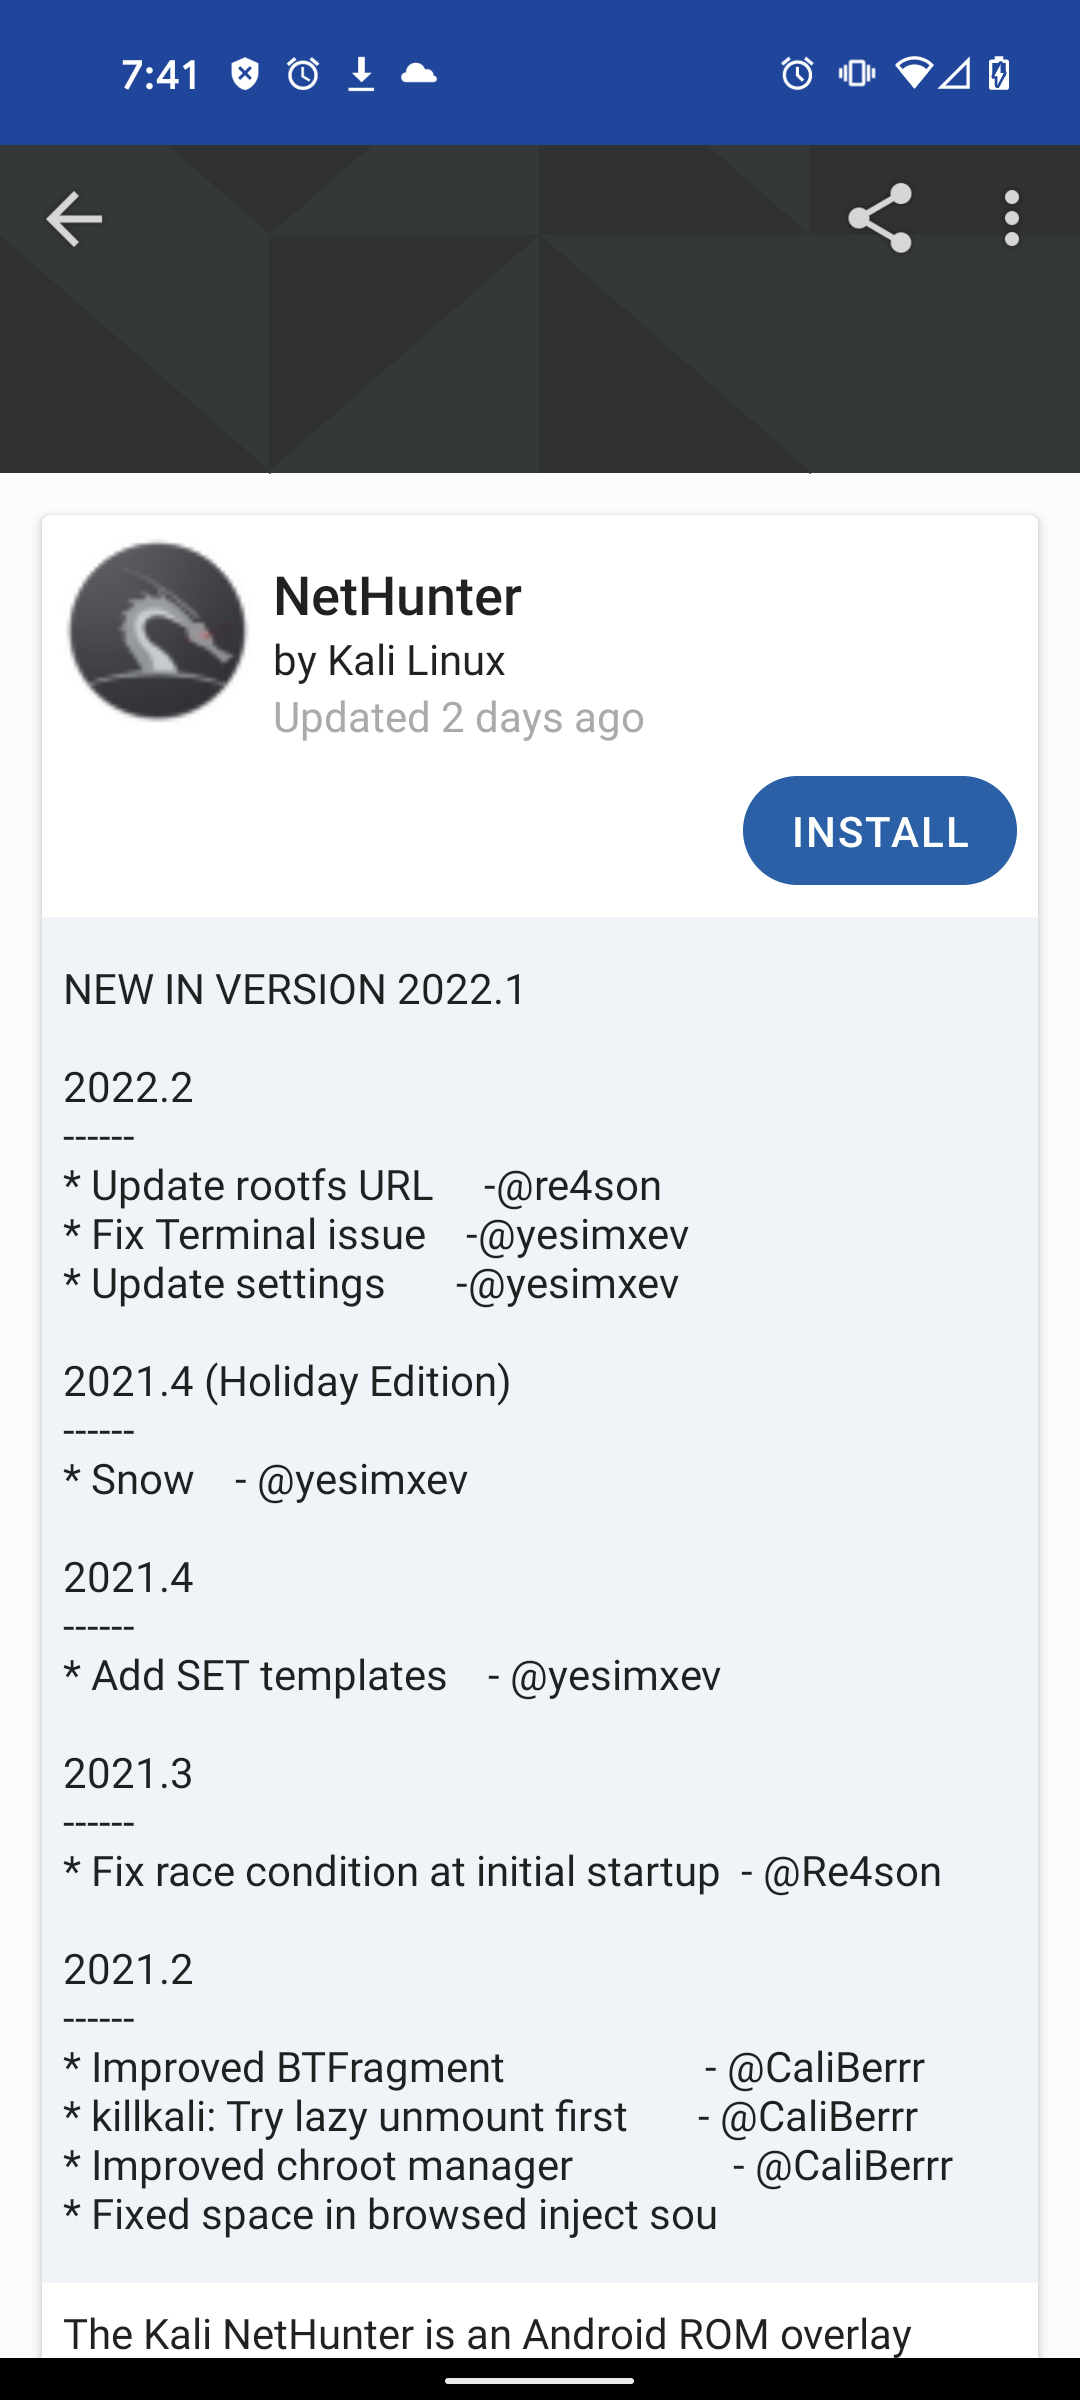 7:41
NetHunter
by Kali Linux
Updated 2 days ago
INSTALL
NEW IN VERSION 2022.1
2022.2
------
* Update rootfs URL     -@re4son
* Fix Terminal issue    -@yesimxev
* Update settings       -@yesimxev
2021.4 (Holiday Edition)
------
* Snow    - @yesimxev
2021.4
------
* Add SET templates    - @yesimxev
2021.3
------
* Fix race condition at initial startup  - @Re4son
2021.2
------
* Improved BTFragment                    - @CaliBerrr
* killkali: Try lazy unmount first       - @CaliBerrr
* Improved chroot manager                - @CaliBerrr
* Fixed space in browsed inject sou
The Kali NetHunter is an Android ROM overlay